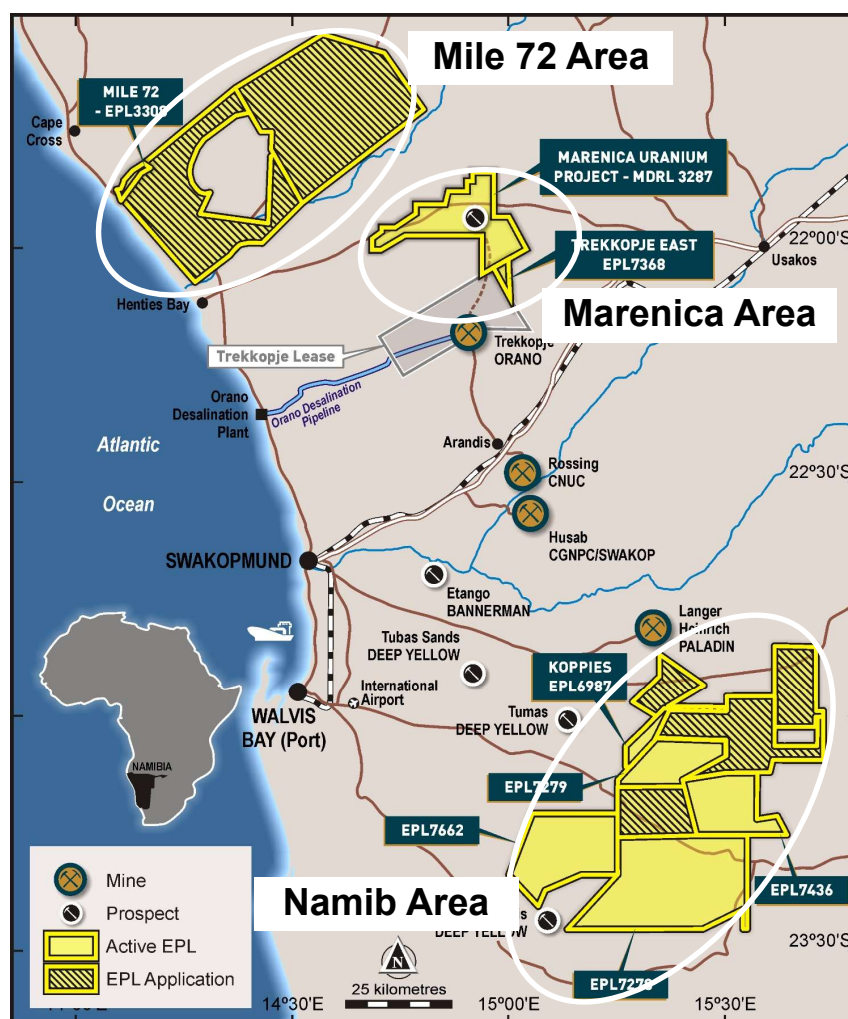 Mile 72 Area
MILE 72
- EPL3308
Cape
Cross
MARENICA URANIUM
PROJECT - MDRL 3287
TREKKOPJE EAST
EPL7368
22°00'S
Usakos
Henties Bay
Marenica Area
Trekkopje Lease
Trekkopje
ORANO
Orano Desalination
Pipeline
Orano
Desalination
Plant
Atlantic
Ocean
Arandis
Rossing
CNUC
22°30'S
Husab
CGNPC/SWAKOP
SWAKOPMUND
Etango
BANNERMAN
Langer
Heinrich
PALADIN
Tubas Sands
DEEP YELLOW
KOPPIES
EPL6987
International
Airport
WALVIS
BAY (Port)
Tumas
DEEP YELLOW
NAMIBIA
EPL7279
EPL7662
EPL7436
Namib Area
DEEP YELLOW
23°30'S
EPL7278
Mine
Prospect
Active EPL
EPL Application
N
25 kilometres
14°30'E
15°00'E
15°30'E